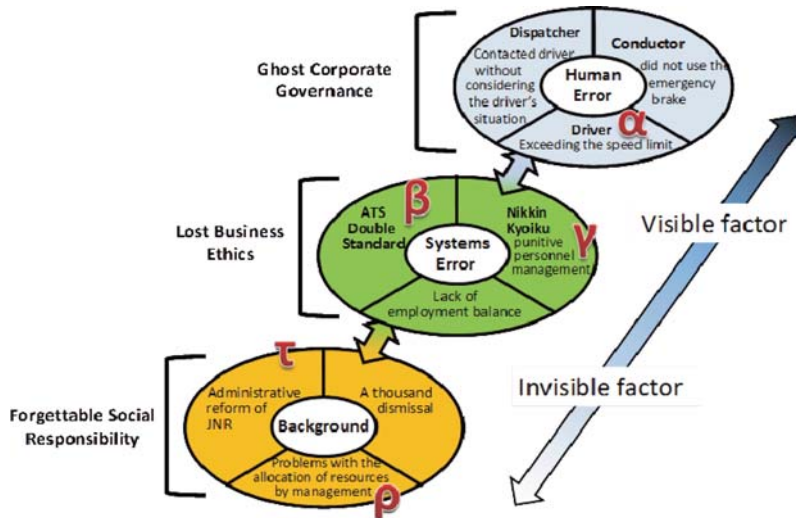 Ghost Corporate
Governance
Dispatcher
Contacted driver
without
considering
the driver's
situation
Conductor
did not use the
emergency
brake
Human
Error
Driver
α
Exceeding the speed limit
Lost Business
Ethics
ATS
Double
Standard
β
Nikkin
Kyoiku
punitive
personnel
management
γ
Systems
Error
Lack of
employment balance
Visible factor
Invisible factor
Forgettable Social
Responsibility
τ
Administrative
reform of
JNR
A thousand
dismissal
Background
Problems with the
allocation of resources
by management
ρ